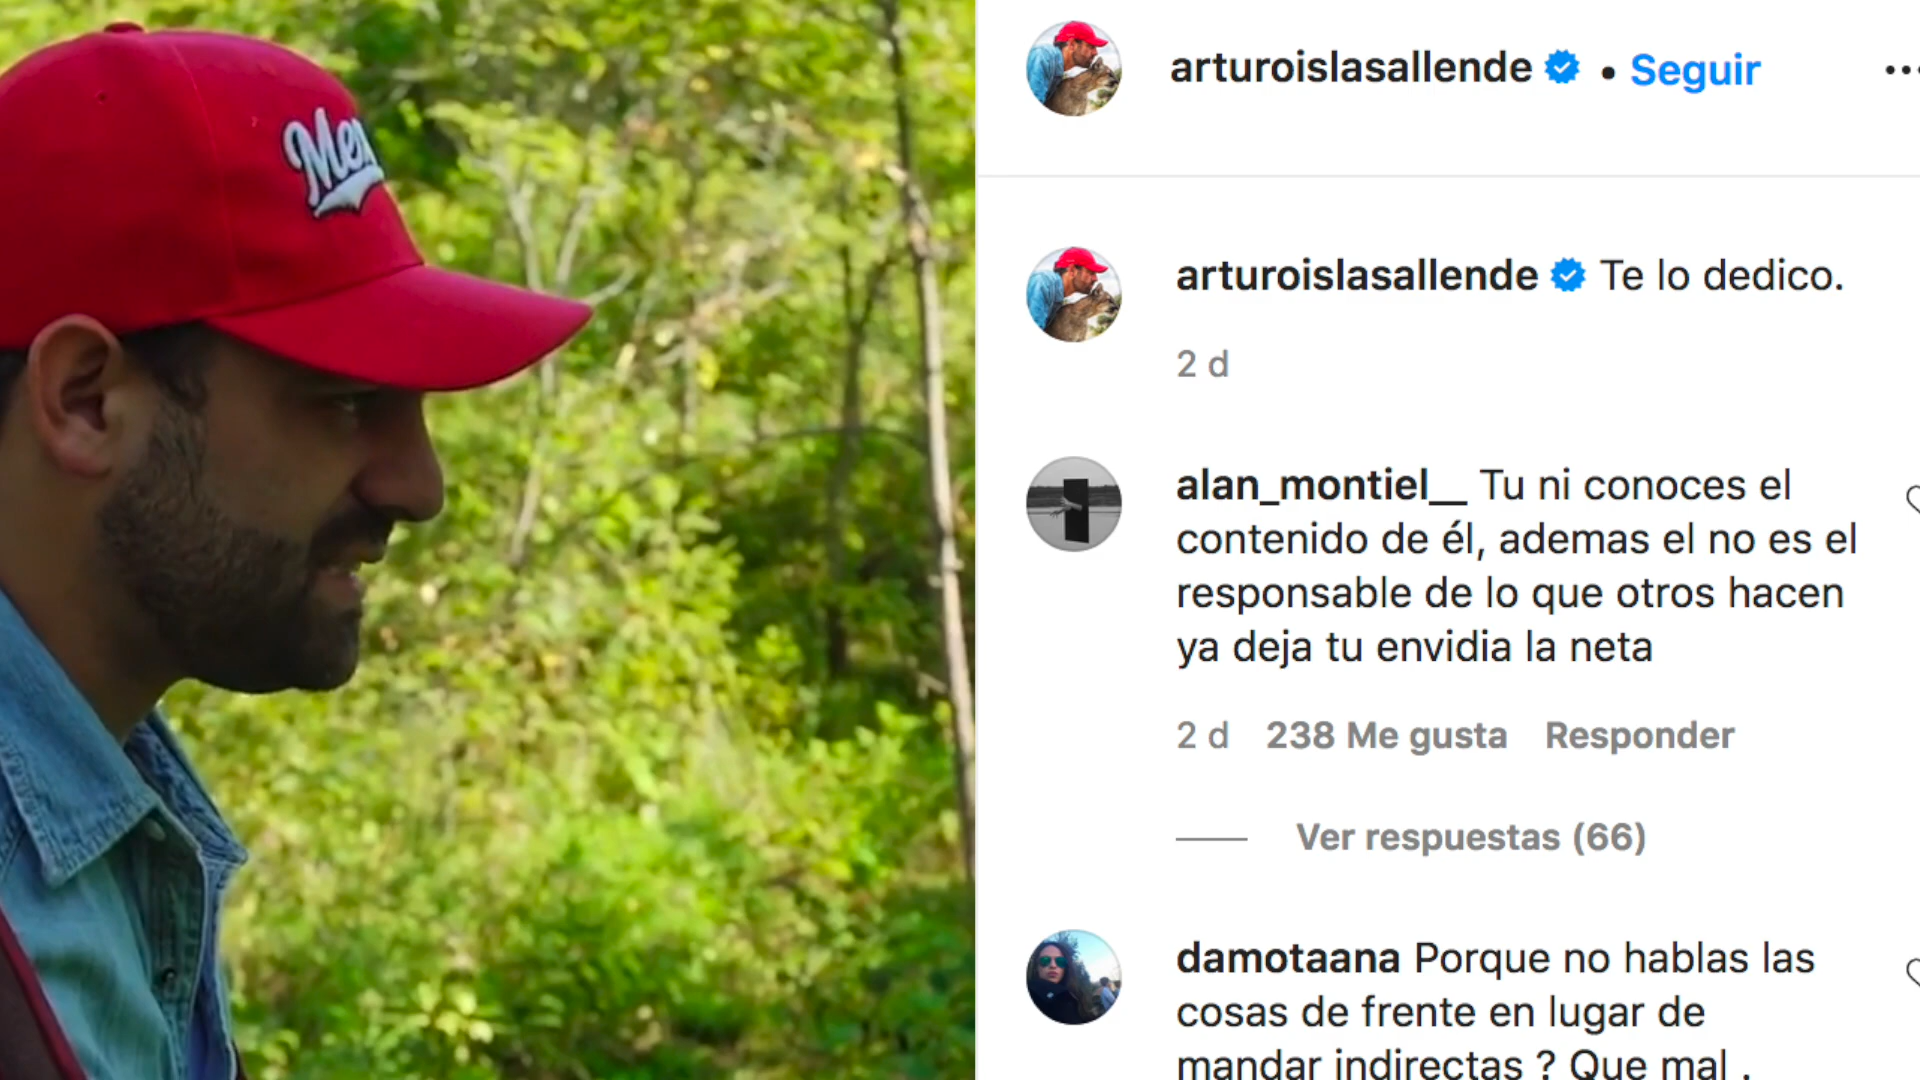 Mex
arturoislasallende • Seguir
arturoislasallende Te lo dedico.
2 d
alan_montiel__ Tu ni conoces el
contenido de él, ademas el no es el
responsable de lo que otros hacen
ya deja tu envidia la neta
2 d 238 Me gusta Responder
Ver respuestas (66)
damotaana Porque no hablas las
cosas de frente en lugar de
mandar indirectas ? Que mal .